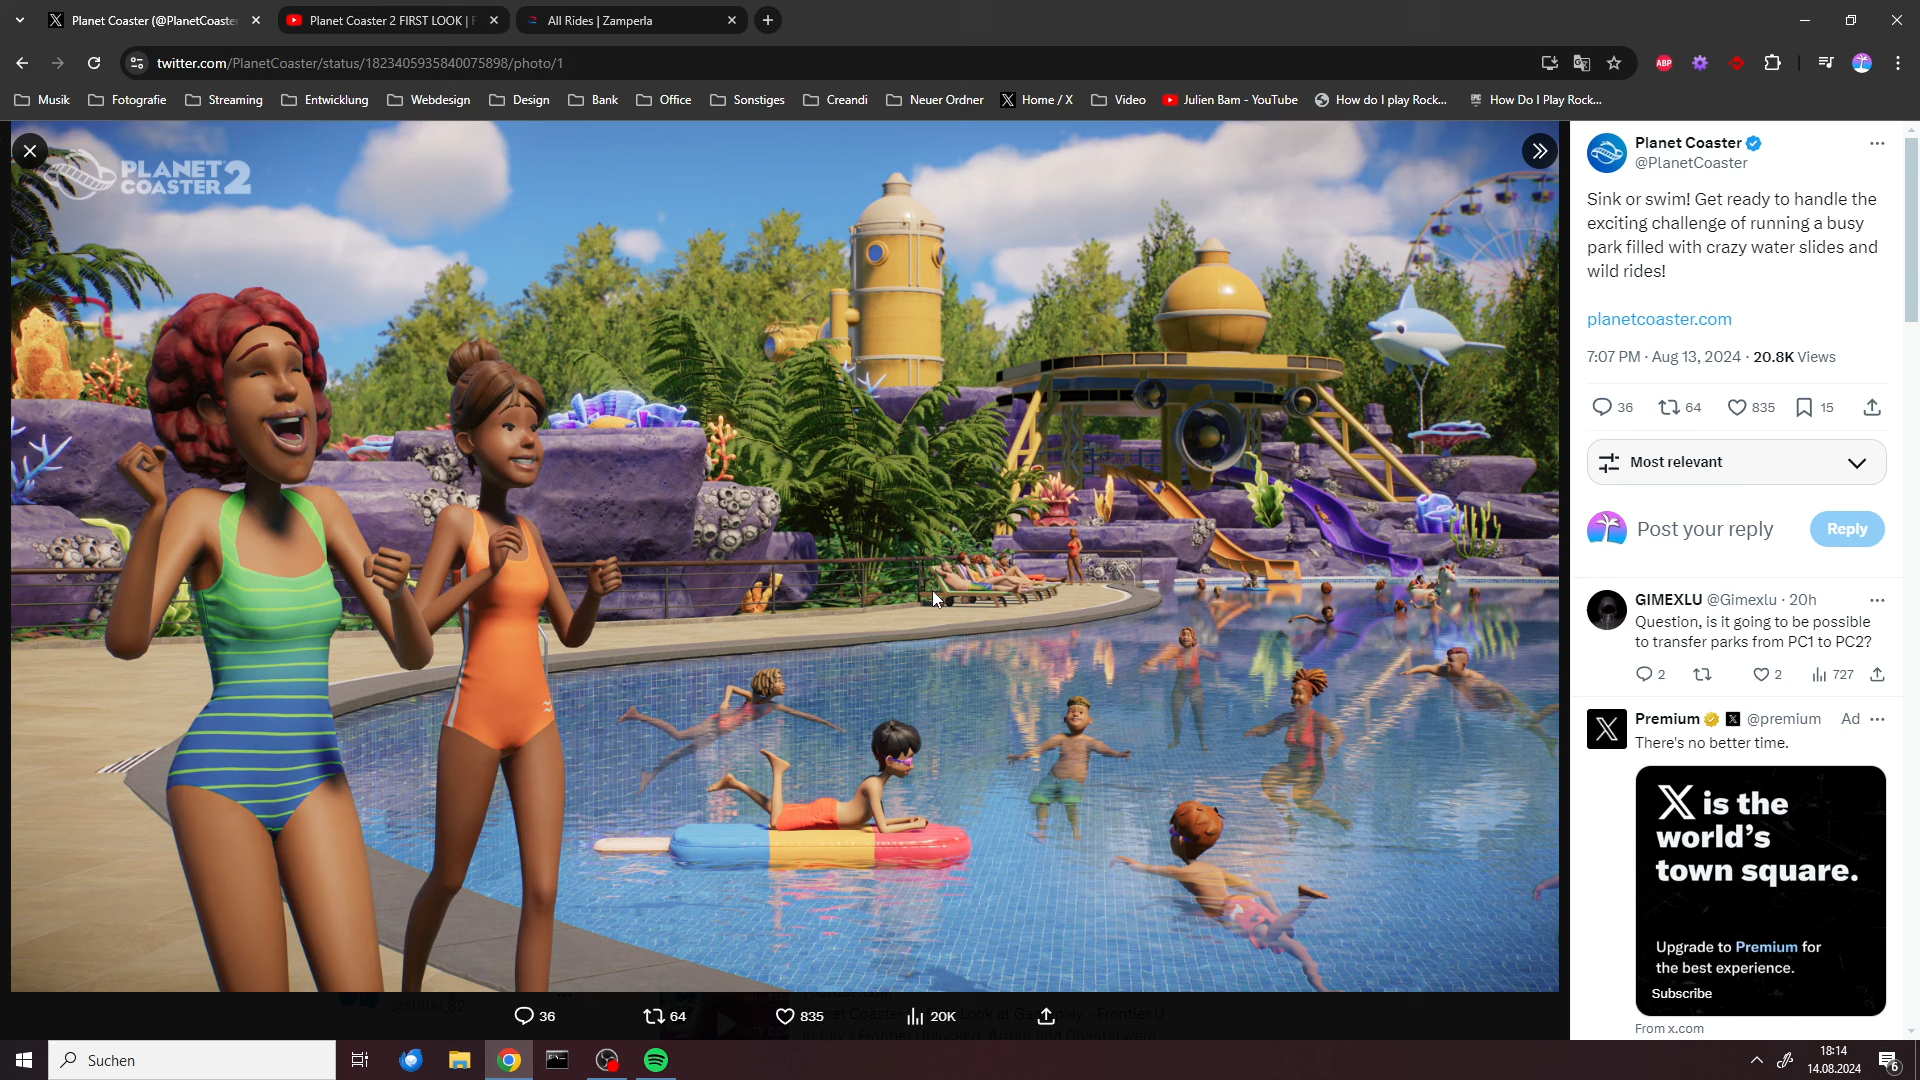 Planet Coaster (@PlanetCoaster
Planet Coaster 2 FIRST LOOK | F
All Rides | Zamperla
twitter.com/PlanetCoaster/status/1823405935840075898/photo/1
ABP
Musik
Fotografie
Streaming
Entwicklung
Webdesign
Design
Bank
Office
Sonstiges
Creandi
Neuer Ordner
Home / X
Video
Julien Bam - YouTube
How do I play Rock...
How Do I Play Rock...
PLANET
COASTER 2
Planet Coaster
@PlanetCoaster
Sink or swim! Get ready to handle the
exciting challenge of running a busy
park filled with crazy water slides and
wild rides!
planetcoaster.com
7:07 PM · Aug 13, 2024 · 20.8K Views
36 64 835 15
Most relevant
Post your reply
Reply
GIMEXLU @Gimexlu · 20h
Question, is it going to be possible
to transfer parks from PC1 to PC2?
2 2 727
Premium @premium Ad
There's no better time.
X is the
world's
town square.
Upgrade to Premium for
the best experience.
Subscribe
From x.com
@stiller_82
36 64 835 20K
Suchen
18:14
14.08.2024
6